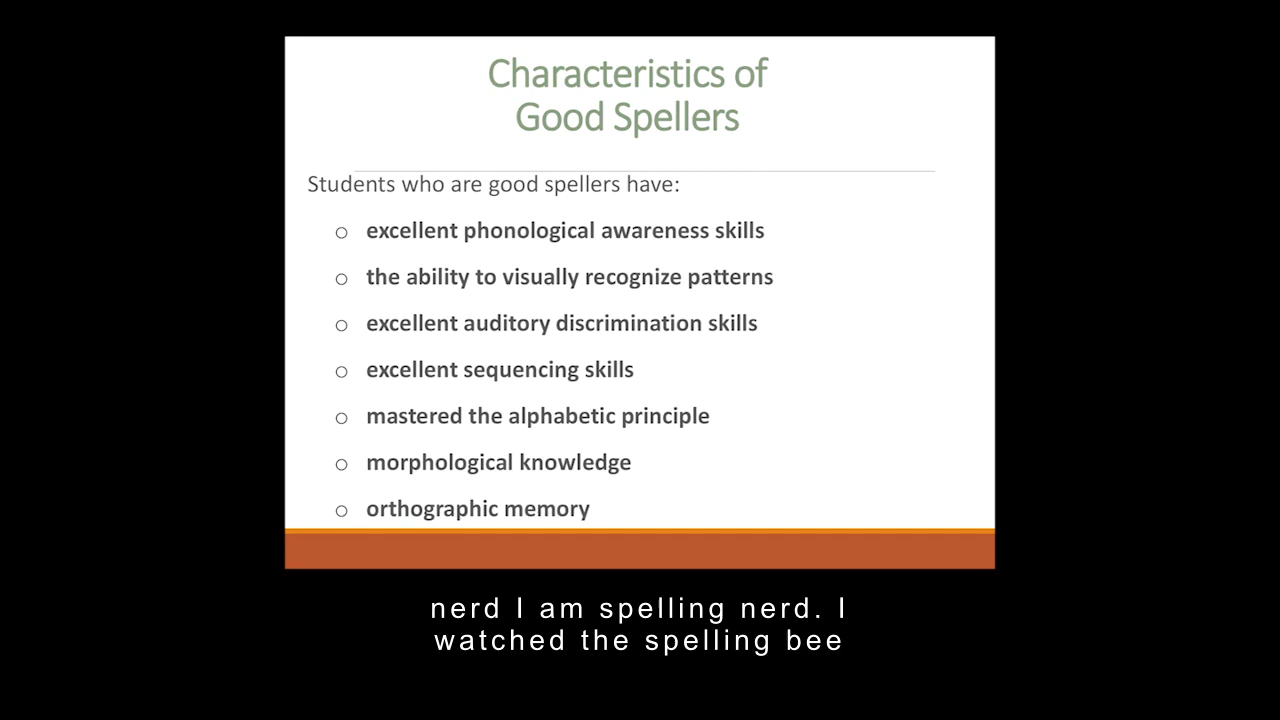 Characteristics of
Good Spellers
Students who are good spellers have:
o excellent phonological awareness skills
o the ability to visually recognize patterns
o excellent auditory discrimination skills
o excellent sequencing skills
o mastered the alphabetic principle
o morphological knowledge
o orthographic memory
nerd I am spelling nerd. I
watched the spelling bee